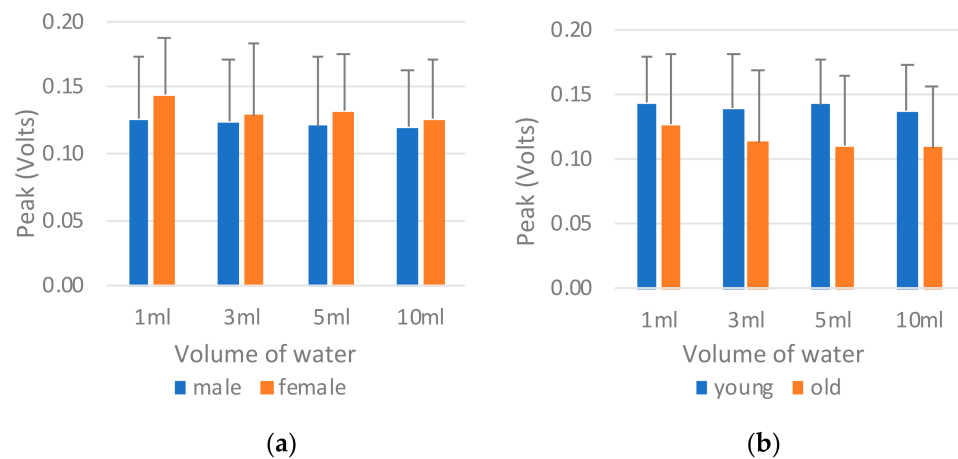 0.20
0.15
0.10
0.05
0.00
Peak (Volts)
1ml 3ml 5ml 10ml
Volume of water
male female
(a)
0.20
0.15
0.10
0.05
0.00
Peak (Volts)
1ml 3ml 5ml 10ml
Volume of water
young old
(b)